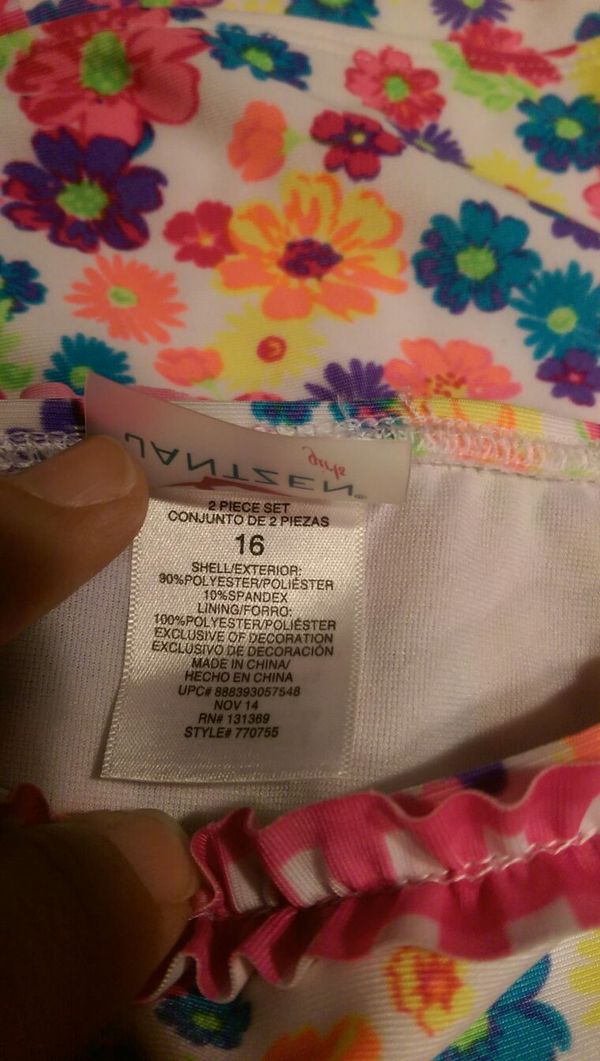 JANTZEN®
girls
2 PIECE SET
CONJUNTO DE 2 PIEZAS
16
SHELL/EXTERIOR:
90%POLYESTER/POLIÉSTER
10%SPANDEX
LINING/FORRO:
100%POLYESTER/POLIÉSTER
EXCLUSIVE OF DECORATION
EXCLUSIVO DE DECORACIÓN
MADE IN CHINA/
HECHO EN CHINA
UPC# 888393057548
NOV 14
RN# 131369
STYLE# 770755